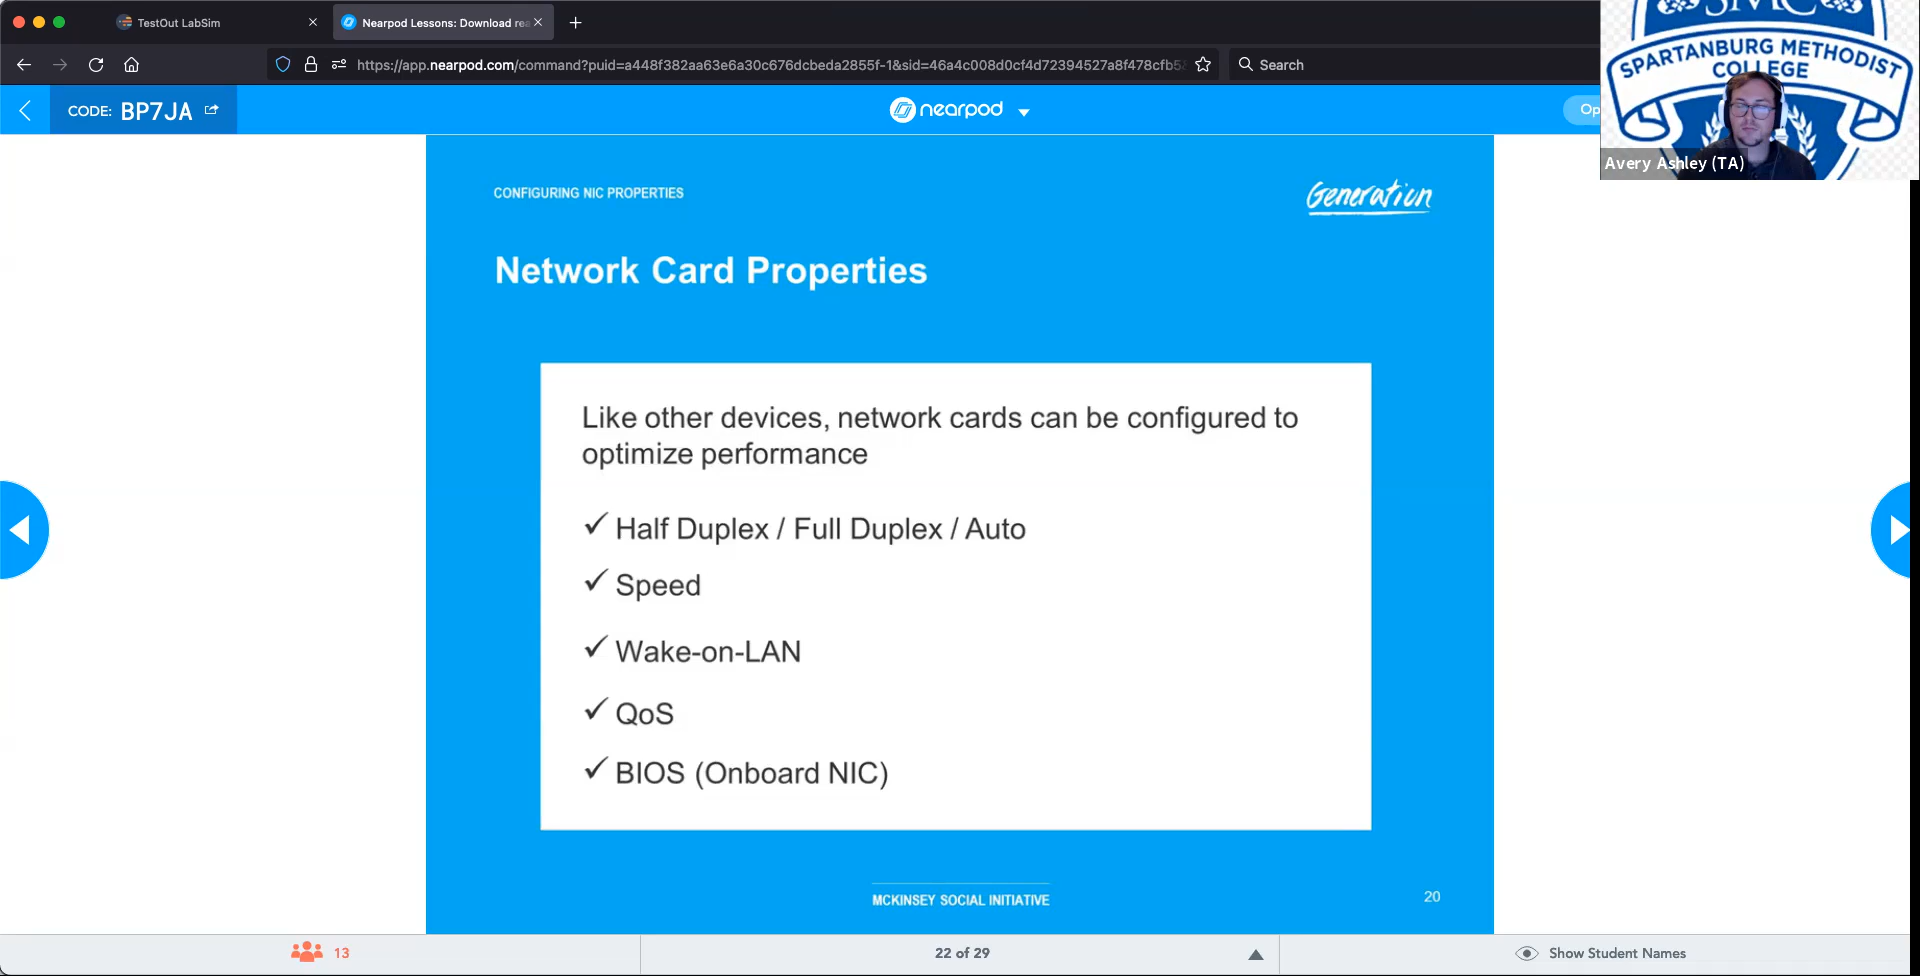 TestOut LabSim
Nearpod Lessons: Download rea
https://app.nearpod.com/command?puid=a448f382aa63e6a30c676dcbeda2855f-1&sid=46a4c008d0cf4d72394527a8f478cfb5
Search
CODE: BP7JA
nearpod
Op
SMC
SPARTANBURG METHODIST
COLLEGE
Avery Ashley (TA)
CONFIGURING NIC PROPERTIES
Generation
Network Card Properties
Like other devices, network cards can be configured to
optimize performance
✓ Half Duplex / Full Duplex / Auto
✓ Speed
✓ Wake-on-LAN
✓ QoS
✓ BIOS (Onboard NIC)
MCKINSEY SOCIAL INITIATIVE
20
13
22 of 29
Show Student Names